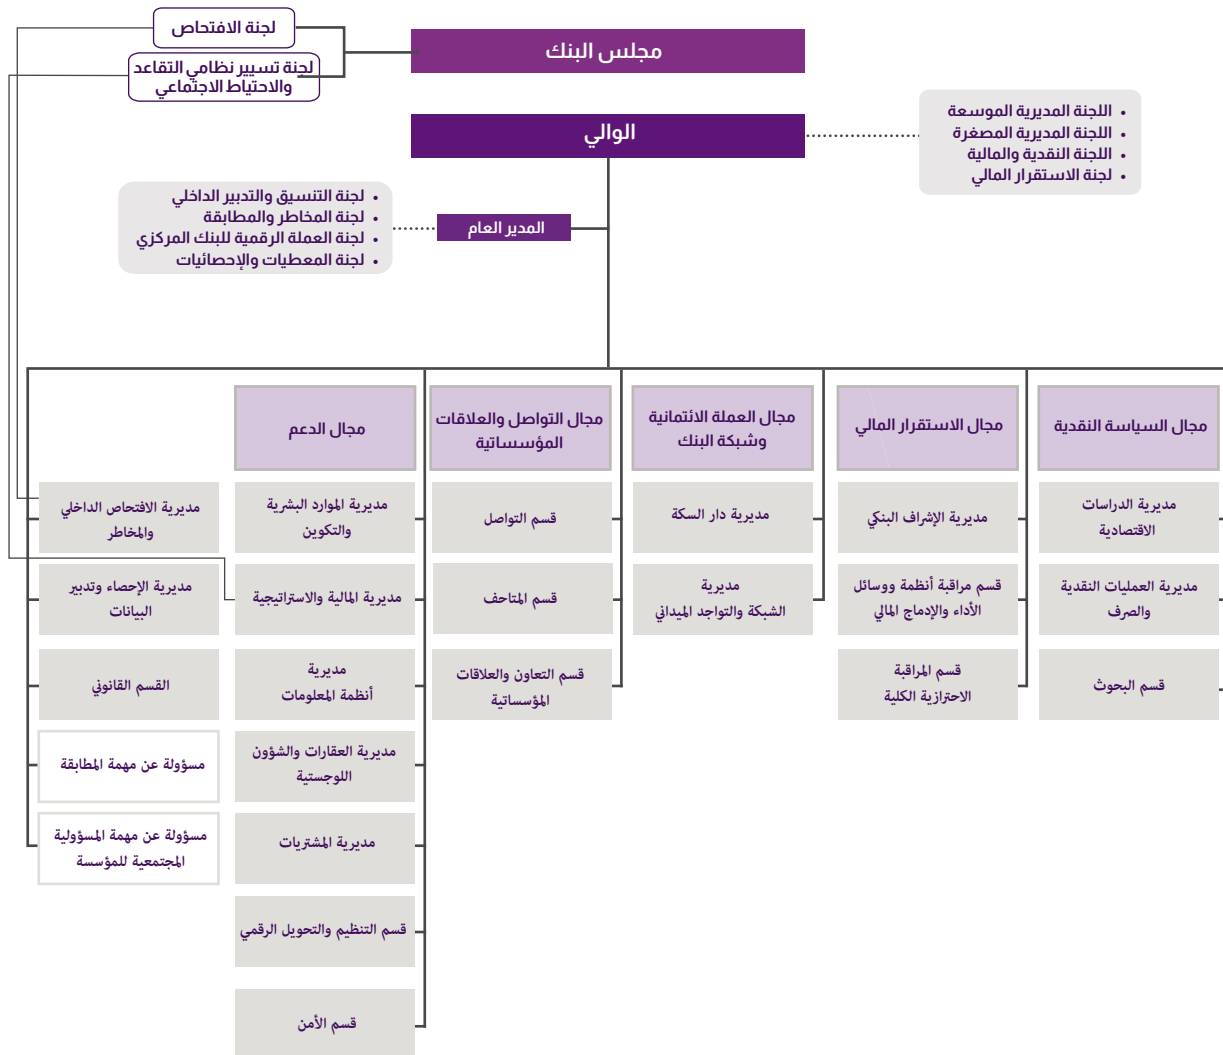 مجلس البنك
لجنة الافتحاص
لجنة تسيير نظامي التقاعد
والاحتياط الاجتماعي
الوالي
• اللجنة المديرية الموسعة
• اللجنة المديرية المصغرة
• اللجنة النقدية والمالية
• لجنة الاستقرار المالي
المدير العام
• لجنة التنسيق والتدبير الداخلي
• لجنة المخاطر والمطابقة
• لجنة العملة الرقمية للبنك المركزي
• لجنة المعطيات والإحصائيات
مجال السياسة النقدية
مديرية الدراسات
الاقتصادية
مديرية العمليات النقدية
والصرف
قسم البحوث
مجال الاستقرار المالي
مديرية الإشراف البنكي
قسم مراقبة أنظمة ووسائل
الأداء والإدماج المالي
قسم المراقبة
الاحترازية الكلية
مجال العملة الائتمانية
وشبكة البنك
مديرية دار السكة
مديرية
الشبكة والتواجد الميداني
مجال التواصل والعلاقات
المؤسساتية
قسم التواصل
قسم المتاحف
قسم التعاون والعلاقات
المؤسساتية
مجال الدعم
مديرية الموارد البشرية
والتكوين
مديرية المالية والاستراتيجية
مديرية
أنظمة المعلومات
مديرية العقارات والشؤون
اللوجستية
مديرية المشتريات
قسم التنظيم والتحويل الرقمي
قسم الأمن
مديرية الافتحاص الداخلي
والمخاطر
مديرية الإحصاء وتدبير
البيانات
القسم القانوني
مسؤولة عن مهمة المطابقة
مسؤولة عن مهمة المسؤولية
المجتمعية للمؤسسة